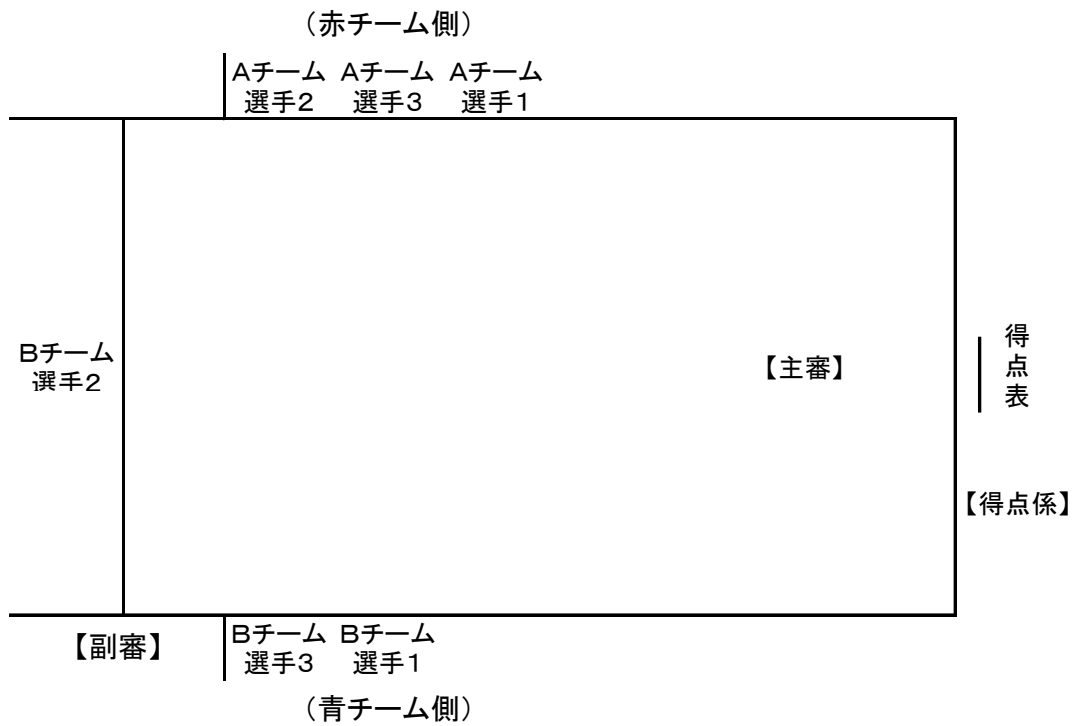 （赤チーム側）
Aチーム Aチーム Aチーム
選手2 選手3 選手1
Bチーム
選手2
【主審】
得点表
【得点係】
【副審】
Bチーム Bチーム
選手3 選手1
（青チーム側）